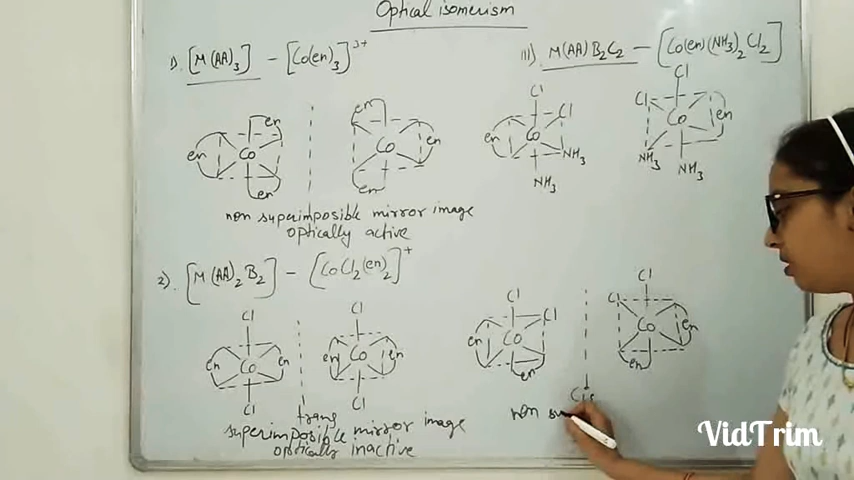 Optical isomerism
1). [M(AA)3] - [Co(en)3]3+
en
en
Co
en
en
en
Co
en
non superimposible mirror image
optically active
III) M(AA)B2C2 - [Co(en)(NH3)2Cl2]
Cl
Cl
en
Co
NH3
NH3
Cl
Cl
en
Co
NH3
NH3
2). [M(AA)2B2] - [CoCl2(en)2]+
Cl
en
Co
en
Cl
Cl
en
Co
en
Cl
trans
superimposible mirror image
optically inactive
Cl
Cl
en
Co
en
Cl
Cl
en
Co
en
Cis
non su
VidTrim